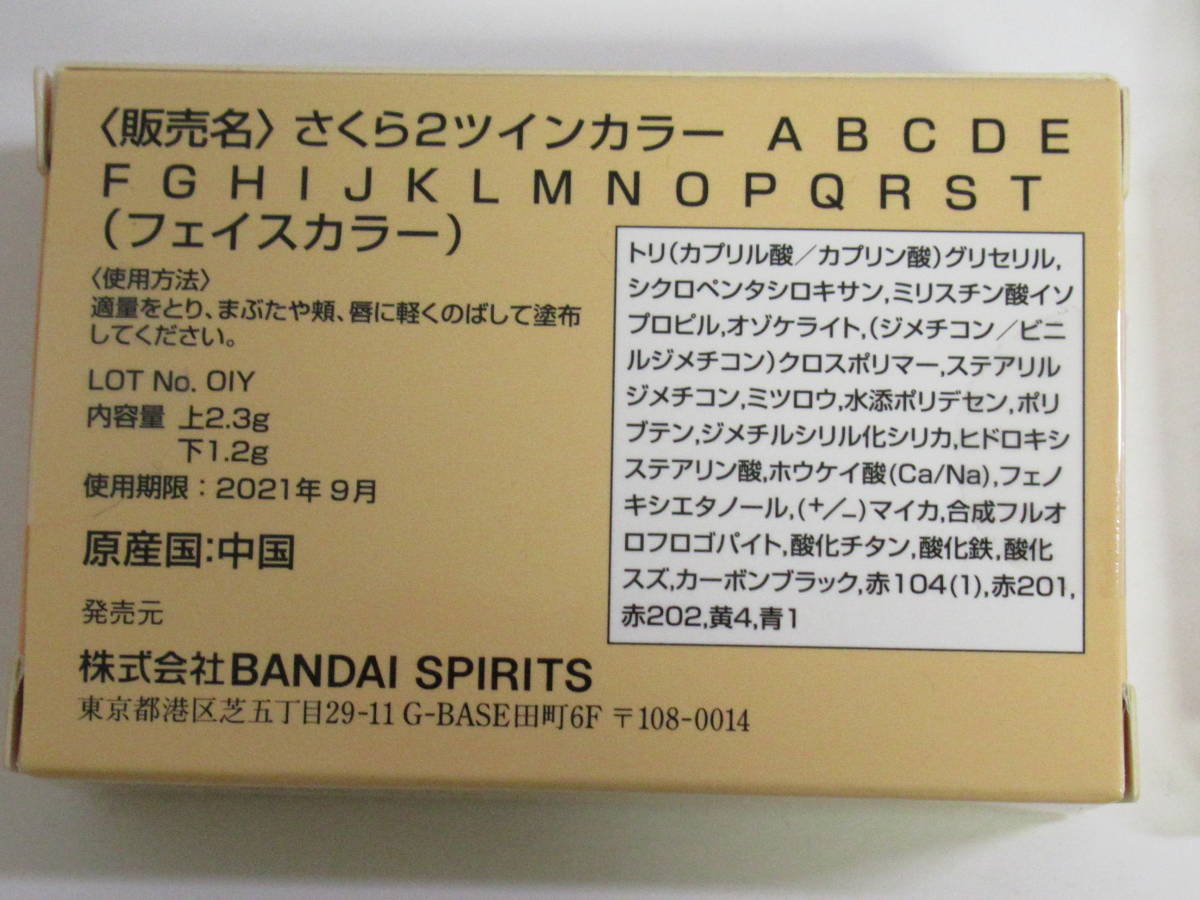 〈販売名〉さくら2ツインカラー A B C D E
F G H I J K L M N O P Q R S T
(フェイスカラー)
〈使用方法〉
適量をとり、まぶたや頬、唇に軽くのばして塗布
してください。
LOT No. OIY
内容量 上2.3g
下1.2g
使用期限：2021年9月
原産国:中国
発売元
株式会社BANDAI SPIRITS
東京都港区芝五丁目29-11 G-BASE田町6F 〒108-0014
トリ(カプリル酸／カプリン酸)グリセリル,
シクロペンタシロキサン,ミリスチン酸イソ
プロピル,オゾケライト,(ジメチコン／ビニ
ルジメチコン)クロスポリマー,ステアリル
ジメチコン,ミツロウ,水添ポリデセン,ポリ
ブテン,ジメチルシリル化シリカ,ヒドロキシ
ステアリン酸,ホウケイ酸(Ca/Na),フェノ
キシエタノール,(+/−)マイカ,合成フルオ
ロフロゴパイト,酸化チタン,酸化鉄,酸化
スズ,カーボンブラック,赤104(1),赤201,
赤202,黄4,青1